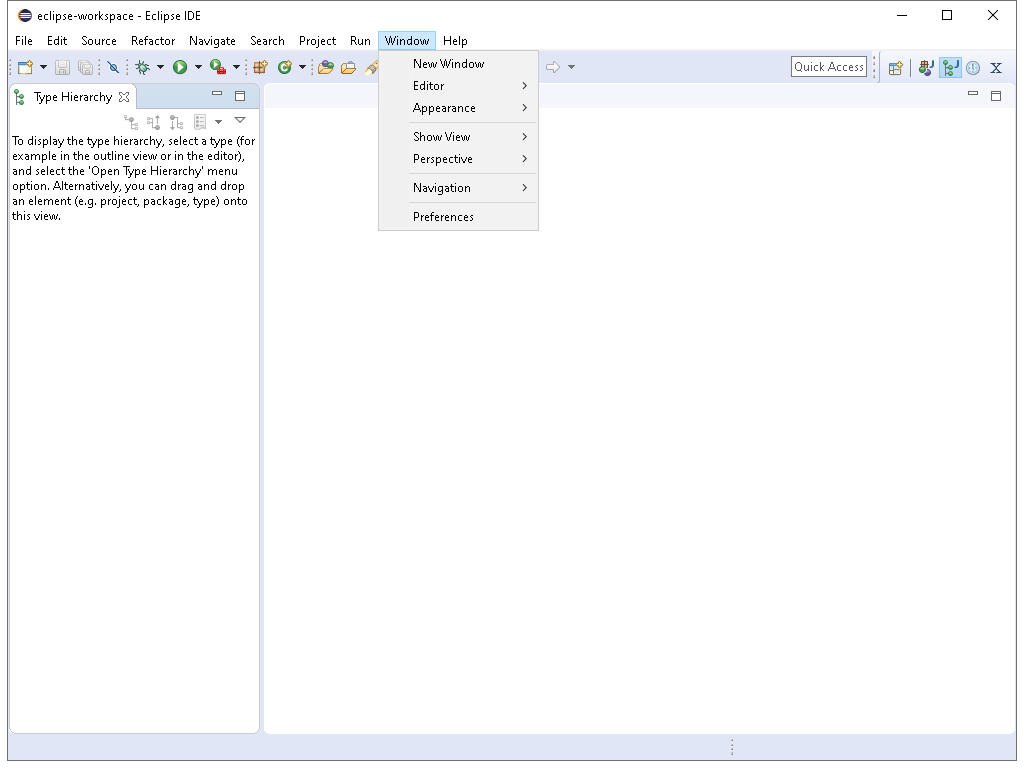 eclipse-workspace - Eclipse IDE
File Edit Source Refactor Navigate Search Project Run Window Help
Quick Access
New Window
Editor
Appearance
Show View
Perspective
Navigation
Preferences
Type Hierarchy
To display the type hierarchy, select a type (for
example in the outline view or in the editor),
and select the 'Open Type Hierarchy' menu
option. Alternatively, you can drag and drop
an element (e.g. project, package, type) onto
this view.